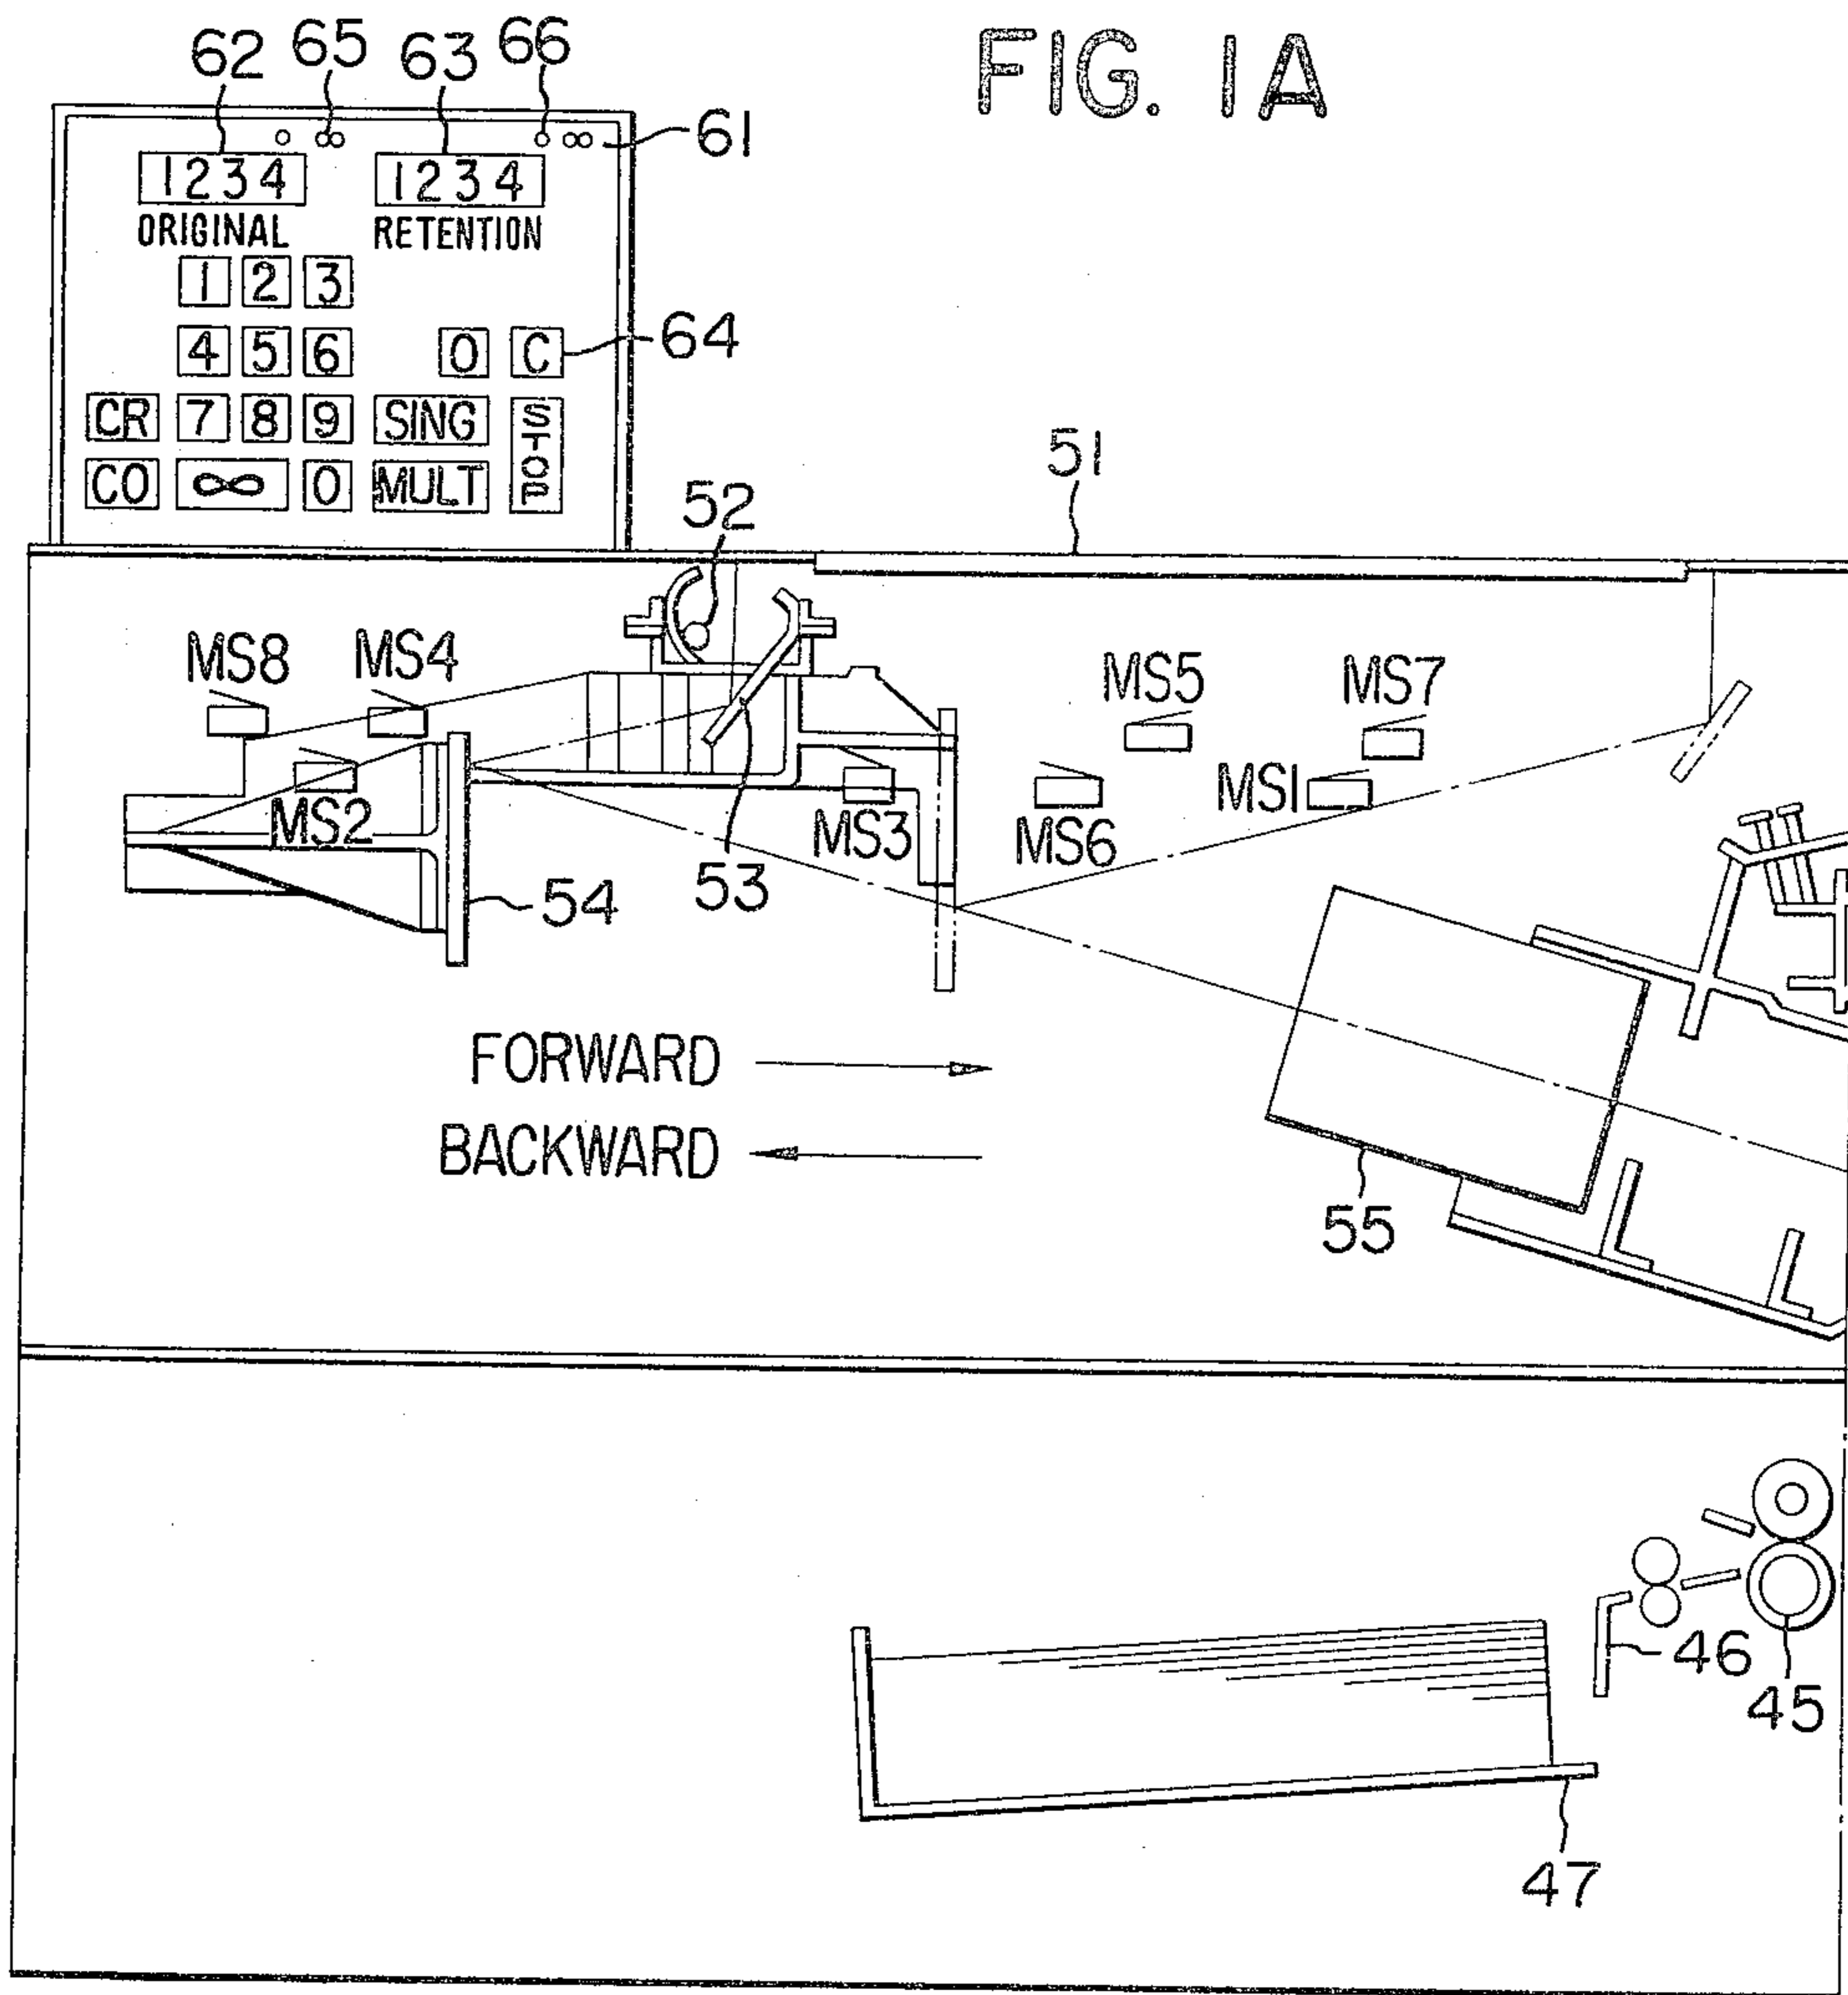 FIG. 1A
62 65 63 66
61
1234 1234
ORIGINAL RETENTION
1 2 3
4 5 6 0 C 64
CR 7 8 9 SING STOP
CO ∞ 0 MULT
51
52
MS8 MS4 MS5 MS7
MS2 MS3 MS6 MS1
54 53
FORWARD
BACKWARD
55
46
45
47